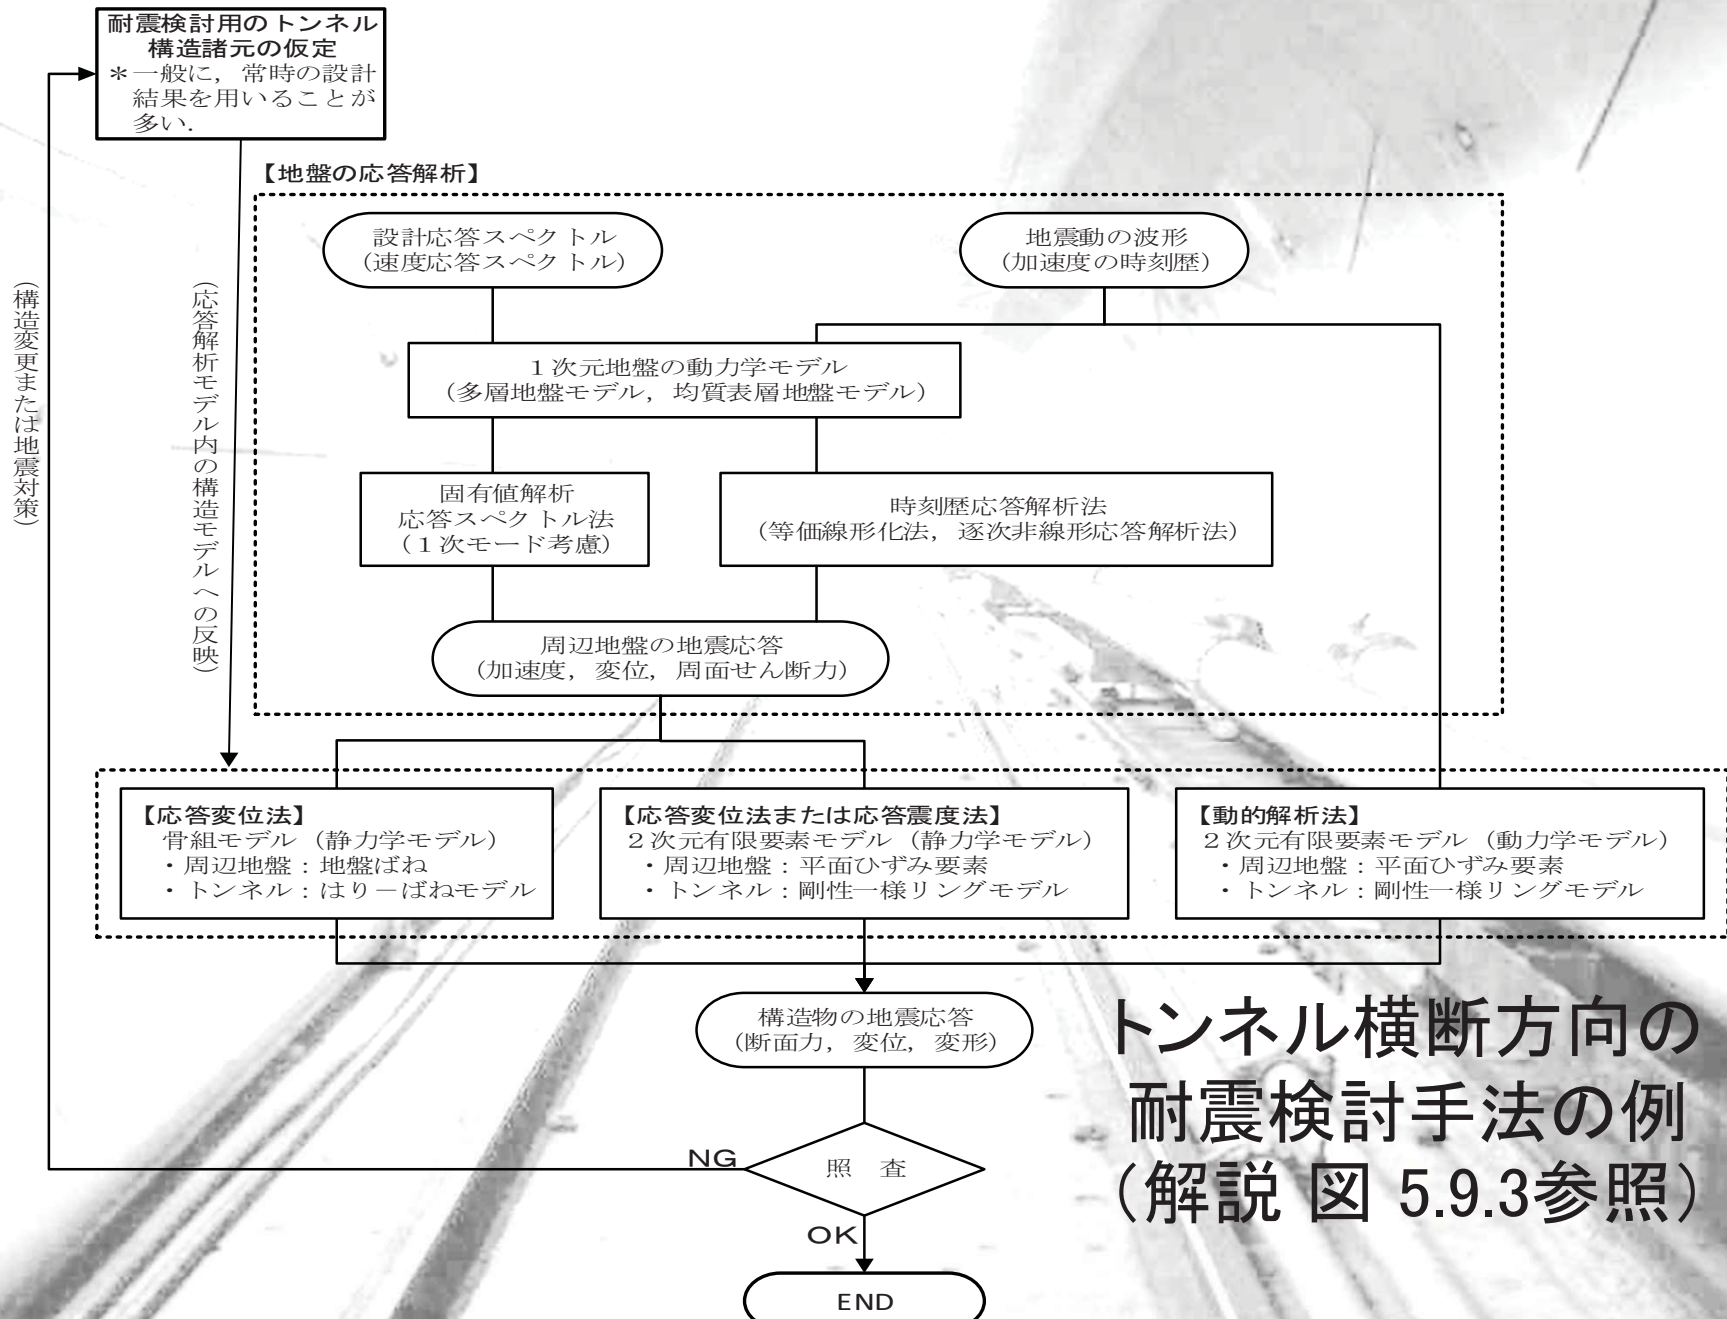 耐震検討用のトンネル
構造諸元の仮定
＊一般に，常時の設計
結果を用いることが
多い．
【地盤の応答解析】
設計応答スペクトル
（速度応答スペクトル）
地震動の波形
（加速度の時刻歴）
（構造変更または地震対策）
（応答解析モデル内の構造モデルへの反映）
１次元地盤の動力学モデル
（多層地盤モデル，均質表層地盤モデル）
固有値解析
応答スペクトル法
（１次モード考慮）
時刻歴応答解析法
（等価線形化法，逐次非線形応答解析法）
周辺地盤の地震応答
（加速度，変位，周面せん断力）
【応答変位法】
骨組モデル（静力学モデル）
・周辺地盤：地盤ばね
・トンネル：はり－ばねモデル
【応答変位法または応答震度法】
２次元有限要素モデル（静力学モデル）
・周辺地盤：平面ひずみ要素
・トンネル：剛性一様リングモデル
【動的解析法】
２次元有限要素モデル（動力学モデル）
・周辺地盤：平面ひずみ要素
・トンネル：剛性一様リングモデル
構造物の地震応答
（断面力，変位，変形）
NG
照　査
OK
END
トンネル横断方向の
耐震検討手法の例
（解説 図 5.9.3参照）